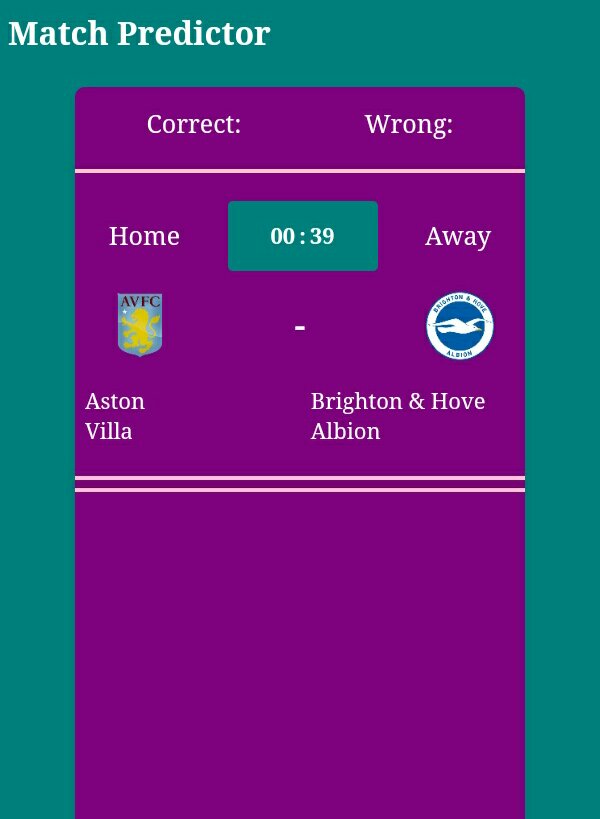 Match Predictor
Correct: Wrong:
Home 00 : 39 Away
AVFC
BRIGHTON & HOVE
ALBION
-
Aston Villa
Brighton & Hove Albion